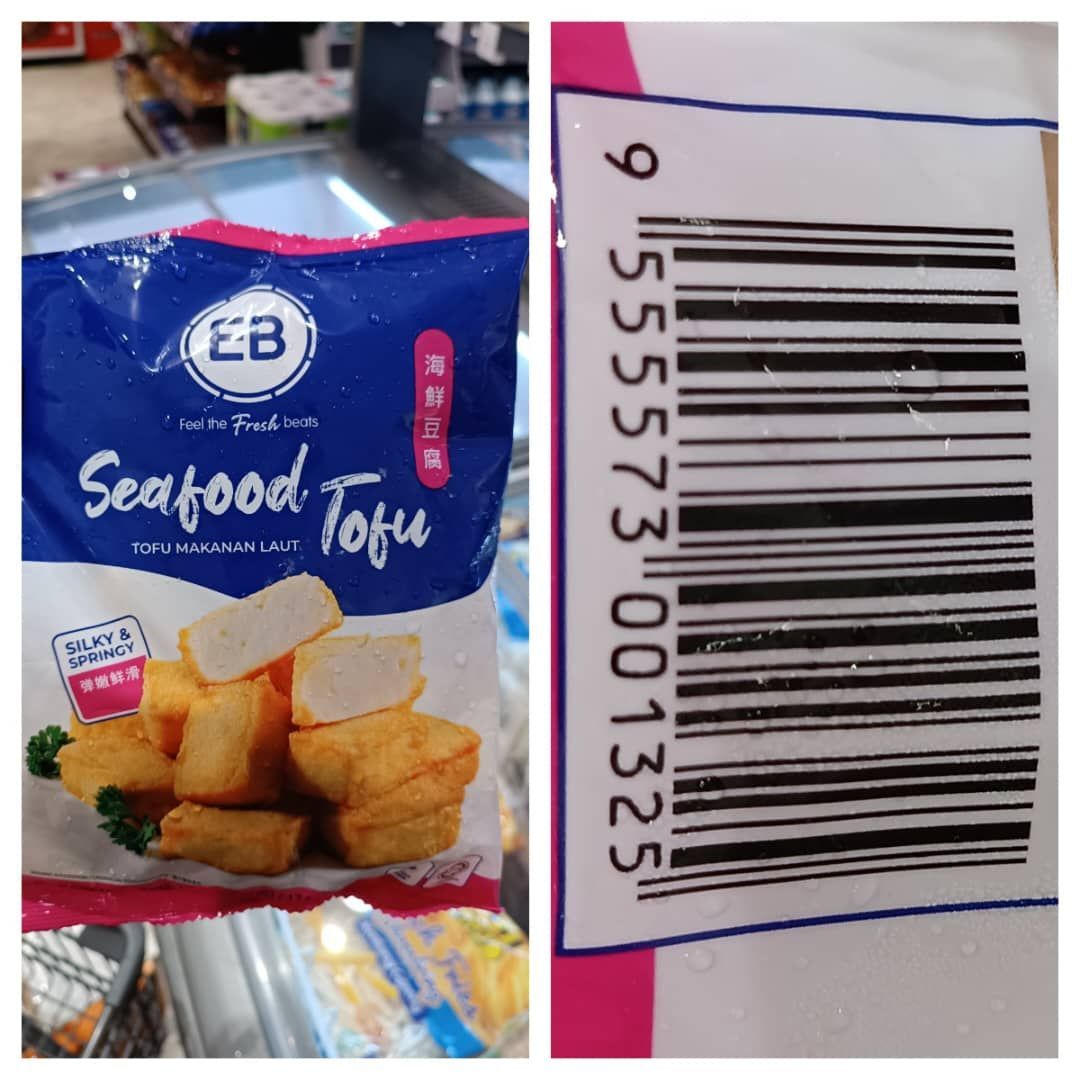 EB
Feel the Fresh beats
海鮮豆腐
Seafood Tofu
TOFU MAKANAN LAUT
SILKY &
SPRINGY
弹嫩鲜滑
9 555573 001325